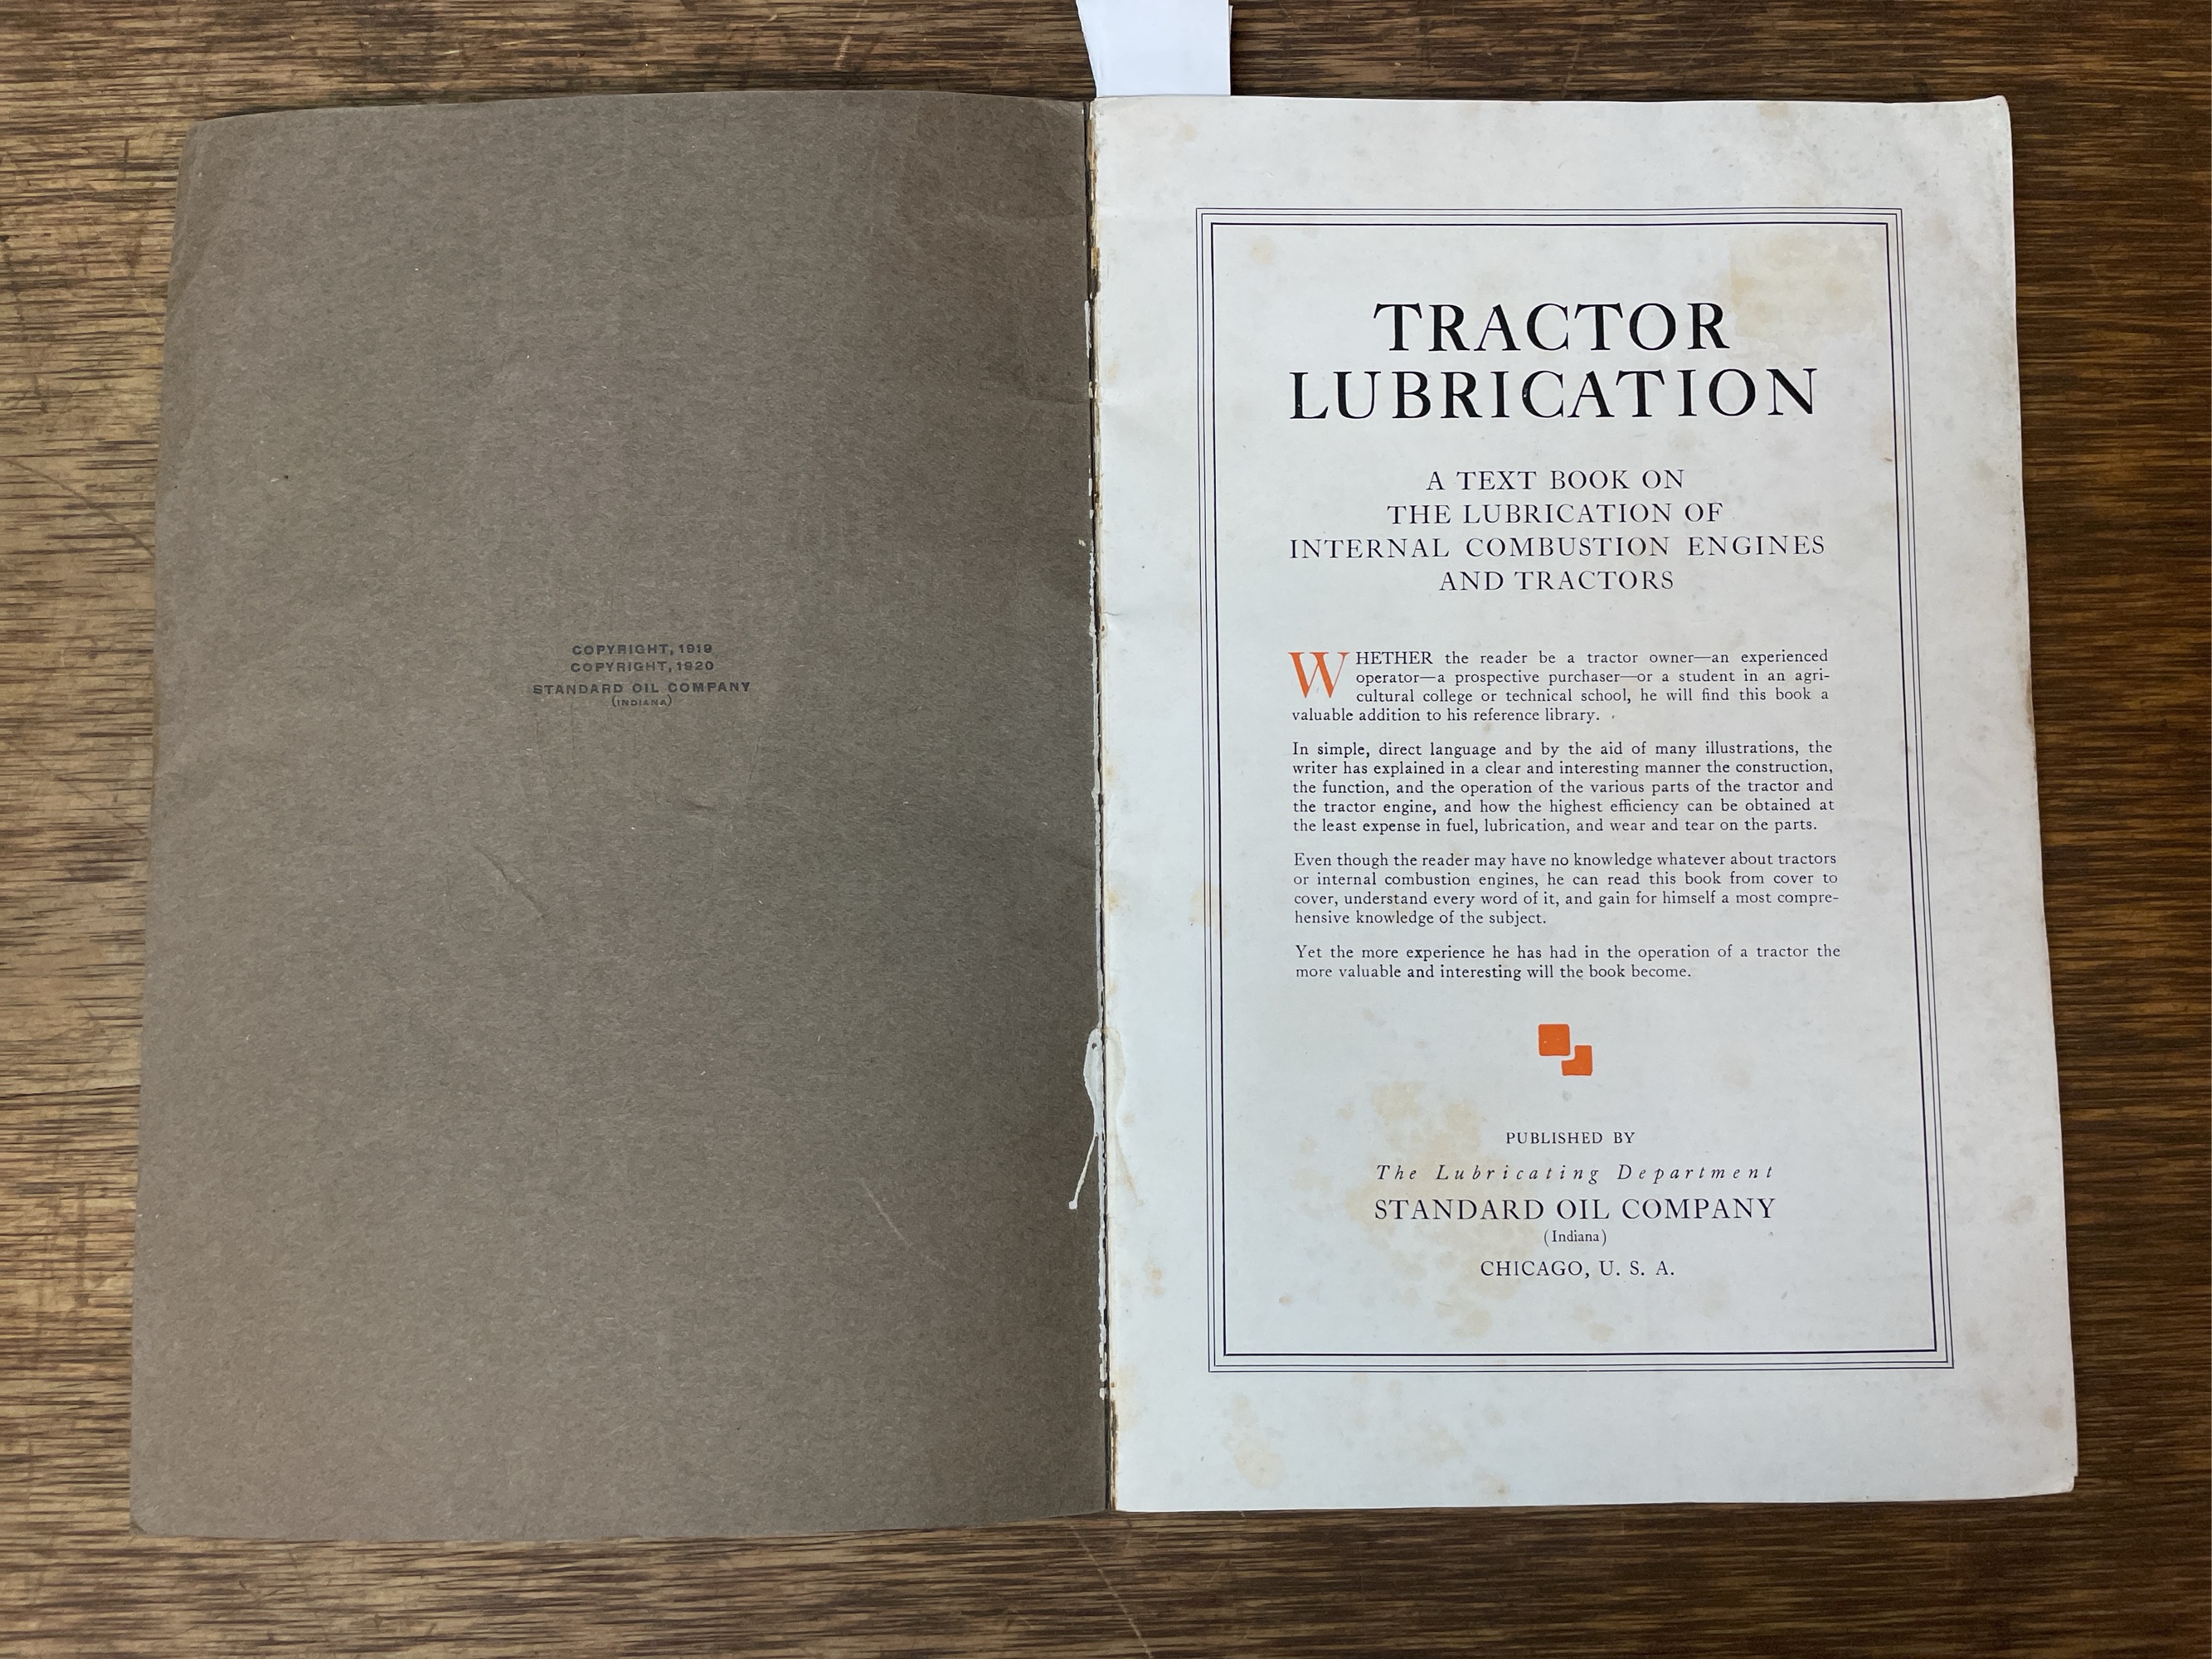 COPYRIGHT, 1919
COPYRIGHT, 1920
STANDARD OIL COMPANY
(INDIANA)
TRACTOR
LUBRICATION
A TEXT BOOK ON
THE LUBRICATION OF
INTERNAL COMBUSTION ENGINES
AND TRACTORS
WHETHER the reader be a tractor owner—an experienced
operator—a prospective purchaser—or a student in an agri-
cultural college or technical school, he will find this book a
valuable addition to his reference library.
In simple, direct language and by the aid of many illustrations, the
writer has explained in a clear and interesting manner the construction,
the function, and the operation of the various parts of the tractor and
the tractor engine, and how the highest efficiency can be obtained at
the least expense in fuel, lubrication, and wear and tear on the parts.
Even though the reader may have no knowledge whatever about tractors
or internal combustion engines, he can read this book from cover to
cover, understand every word of it, and gain for himself a most compre-
hensive knowledge of the subject.
Yet the more experience he has had in the operation of a tractor the
more valuable and interesting will the book become.
PUBLISHED BY
The Lubricating Department
STANDARD OIL COMPANY
(Indiana)
CHICAGO, U. S. A.